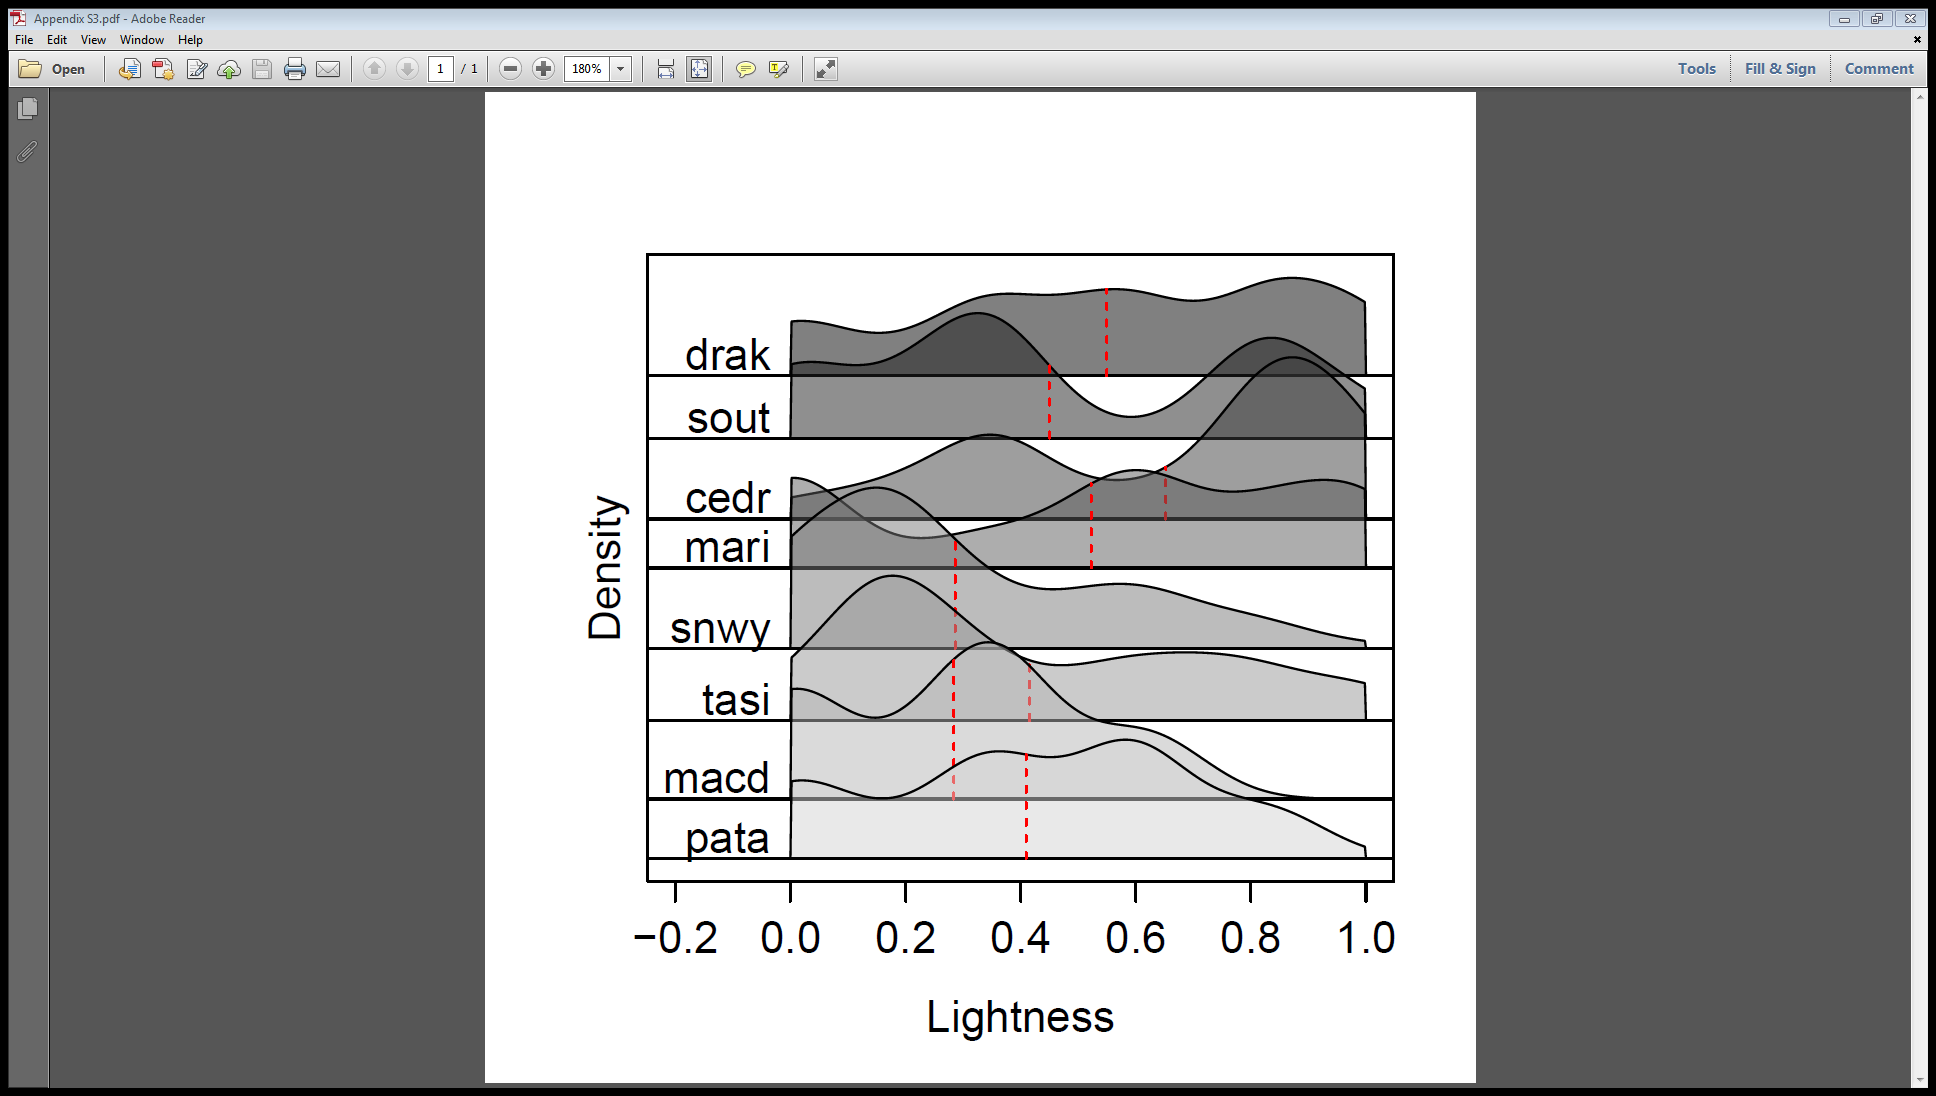 Appendix S3.pdf - Adobe Reader
File Edit View Window Help
Open 1 / 1 180% Tools Fill & Sign Comment
drak
sout
cedr
mari
snwy
tasi
macd
pata
Density
−0.2 0.0 0.2 0.4 0.6 0.8 1.0
Lightness